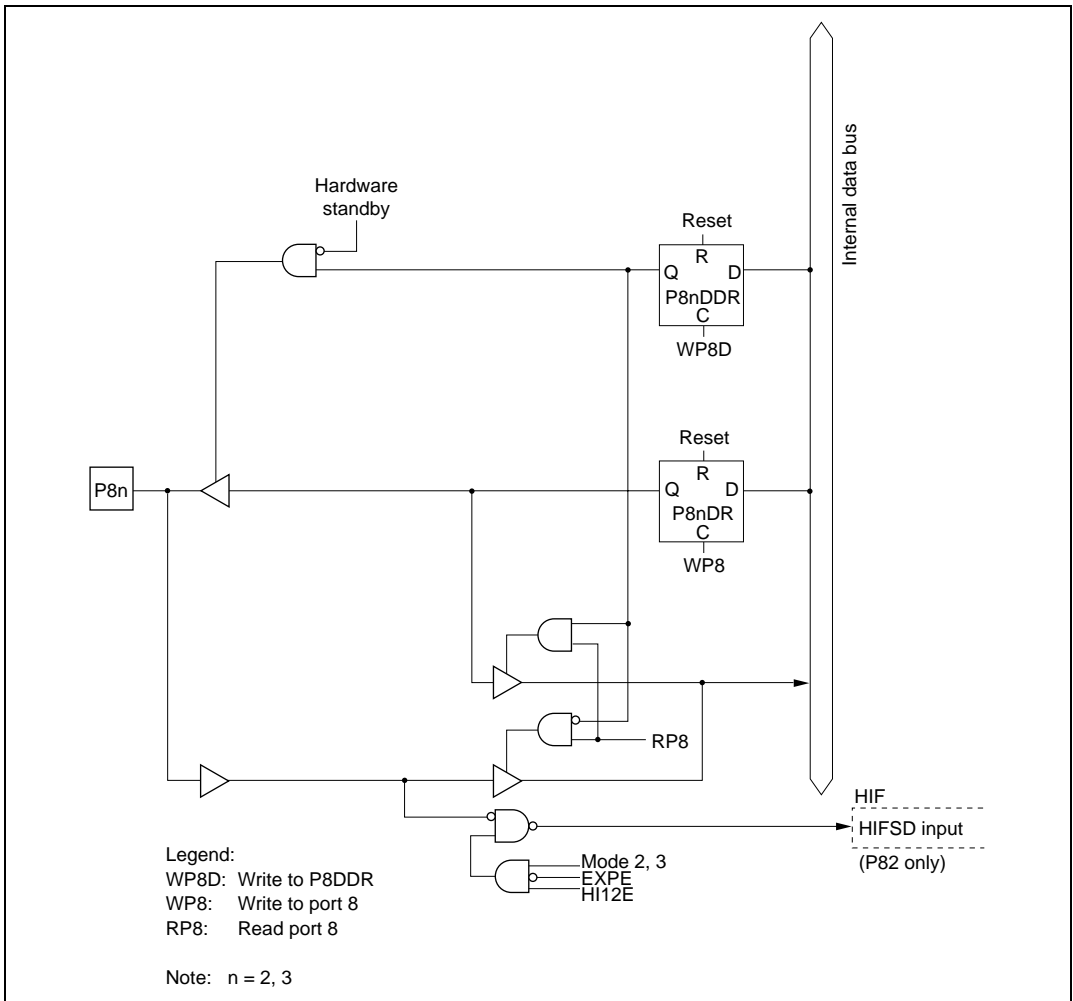 Hardware
standby
Internal data bus
Reset
R
Q D
P8nDDR
C
WP8D
Reset
R
P8n
Q D
P8nDR
C
WP8
RP8
HIF
HIFSD input
(P82 only)
Mode 2, 3
EXPE
HI12E
Legend:
WP8D: Write to P8DDR
WP8: Write to port 8
RP8: Read port 8
Note: n = 2, 3